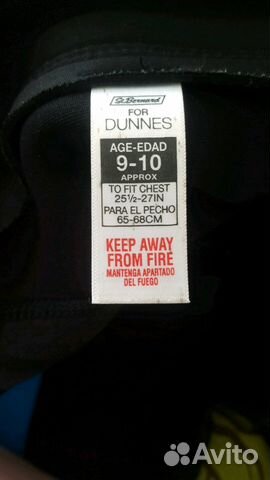 St. Bernard
FOR
DUNNES
AGE-EDAD
9-10
APPROX
TO FIT CHEST
25½-27IN
PARA EL PECHO
65-68CM
KEEP AWAY
FROM FIRE
MANTENGA APARTADO
DEL FUEGO
Avito